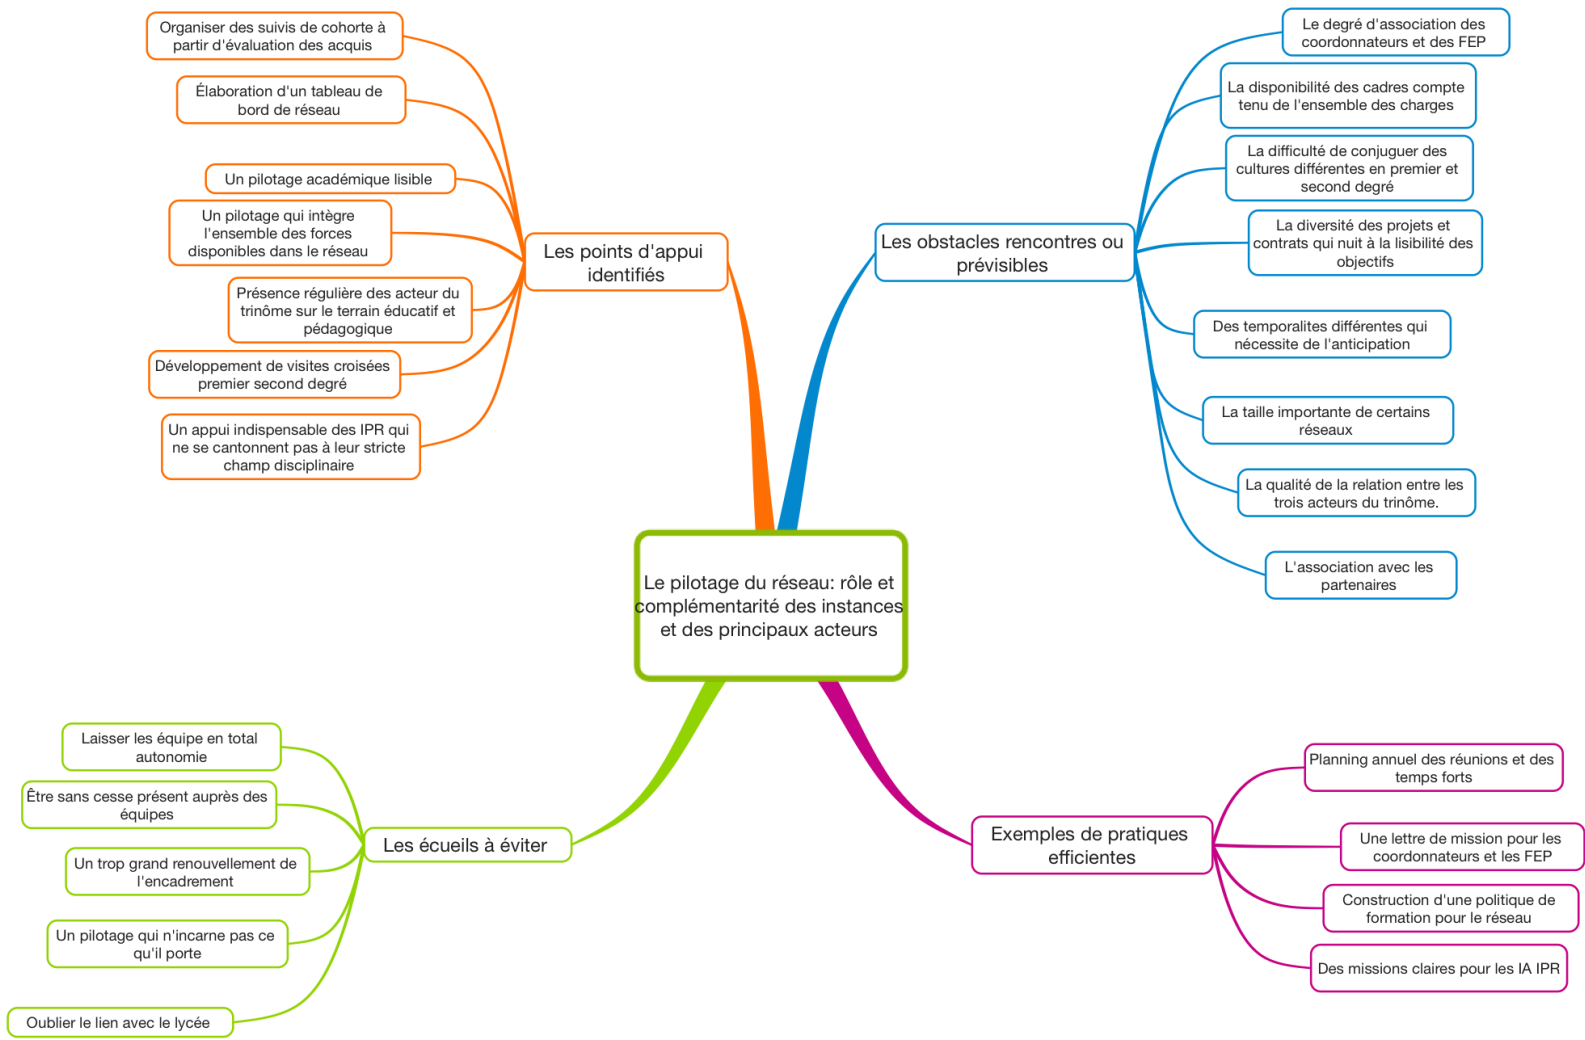 Organiser des suivis de cohorte à
partir d'évaluation des acquis
Élaboration d'un tableau de
bord de réseau
Un pilotage académique lisible
Un pilotage qui intègre
l'ensemble des forces
disponibles dans le réseau
Présence régulière des acteur du
trinôme sur le terrain éducatif et
pédagogique
Développement de visites croisées
premier second degré
Un appui indispensable des IPR qui
ne se cantonnent pas à leur stricte
champ disciplinaire
Les points d'appui
identifiés
Les obstacles rencontres ou
prévisibles
Le degré d'association des
coordonnateurs et des FEP
La disponibilité des cadres compte
tenu de l'ensemble des charges
La difficulté de conjuguer des
cultures différentes en premier et
second degré
La diversité des projets et
contrats qui nuit à la lisibilité des
objectifs
Des temporalites différentes qui
nécessite de l'anticipation
La taille importante de certains
réseaux
La qualité de la relation entre les
trois acteurs du trinôme.
L'association avec les
partenaires
Le pilotage du réseau: rôle et
complémentarité des instances
et des principaux acteurs
Laisser les équipe en total
autonomie
Être sans cesse présent auprès des
équipes
Un trop grand renouvellement de
l'encadrement
Un pilotage qui n'incarne pas ce
qu'il porte
Oublier le lien avec le lycée
Les écueils à éviter
Exemples de pratiques
efficientes
Planning annuel des réunions et des
temps forts
Une lettre de mission pour les
coordonnateurs et les FEP
Construction d'une politique de
formation pour le réseau
Des missions claires pour les IA IPR